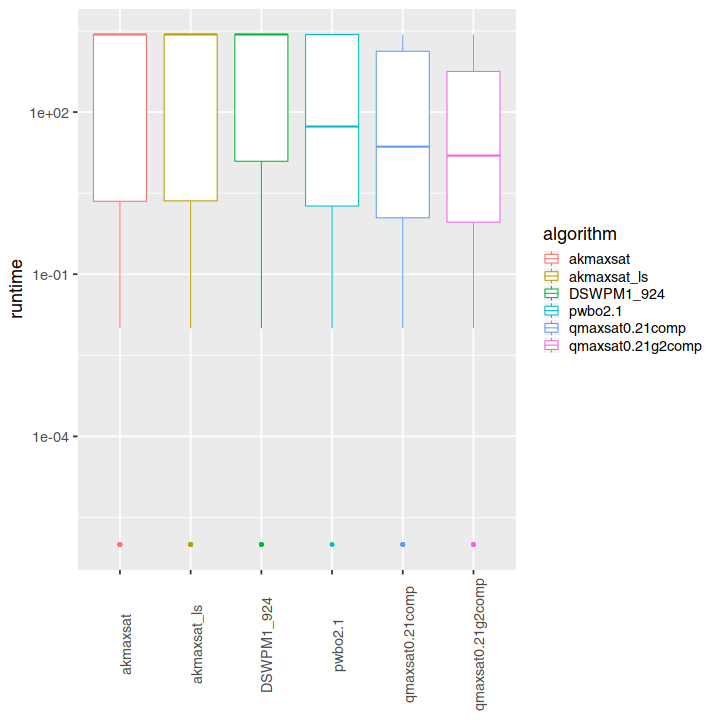 runtime
1e+02
1e-01
1e-04
akmaxsat
akmaxsat_ls
DSWPM1_924
pwbo2.1
qmaxsat0.21comp
qmaxsat0.21g2comp
algorithm
akmaxsat
akmaxsat_ls
DSWPM1_924
pwbo2.1
qmaxsat0.21comp
qmaxsat0.21g2comp